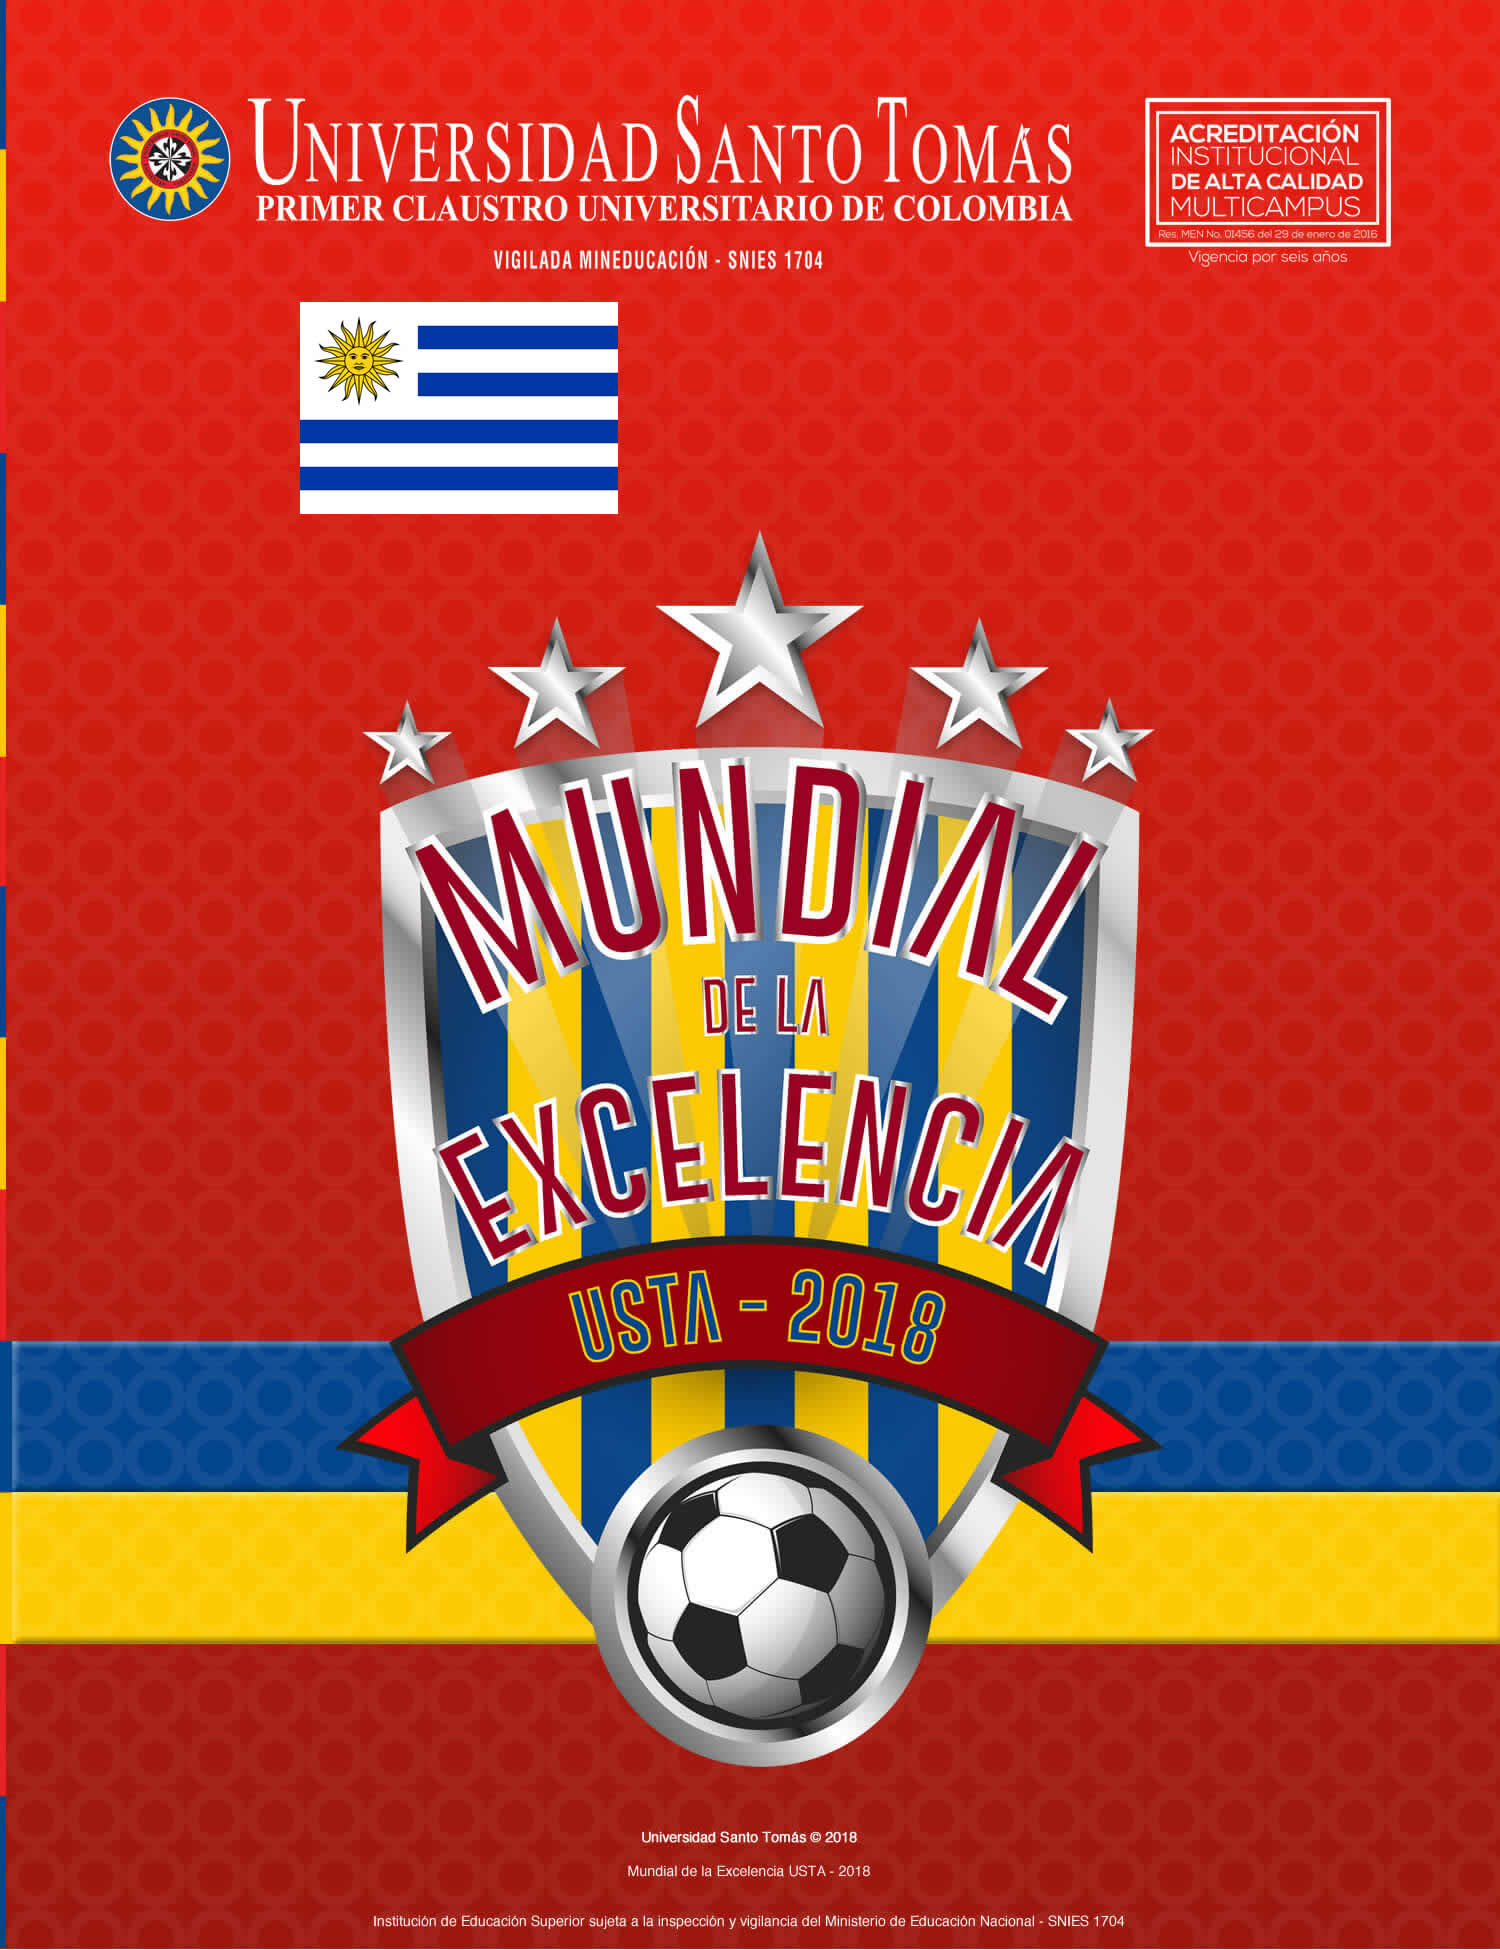 UNIVERSIDAD SANTO TOMÁS
PRIMER CLAUSTRO UNIVERSITARIO DE COLOMBIA
VIGILADA MINEDUCACIÓN - SNIES 1704
ACREDITACIÓN
INSTITUCIONAL
DE ALTA CALIDAD
MULTICAMPUS
Res. MEN No. 01456 del 29 de enero de 2016
Vigencia por seis años
MUNDIAL
DE LA
EXCELENCIA
USTA - 2018
Universidad Santo Tomás © 2018
Mundial de la Excelencia USTA - 2018
Institución de Educación Superior sujeta a la inspección y vigilancia del Ministerio de Educación Nacional - SNIES 1704